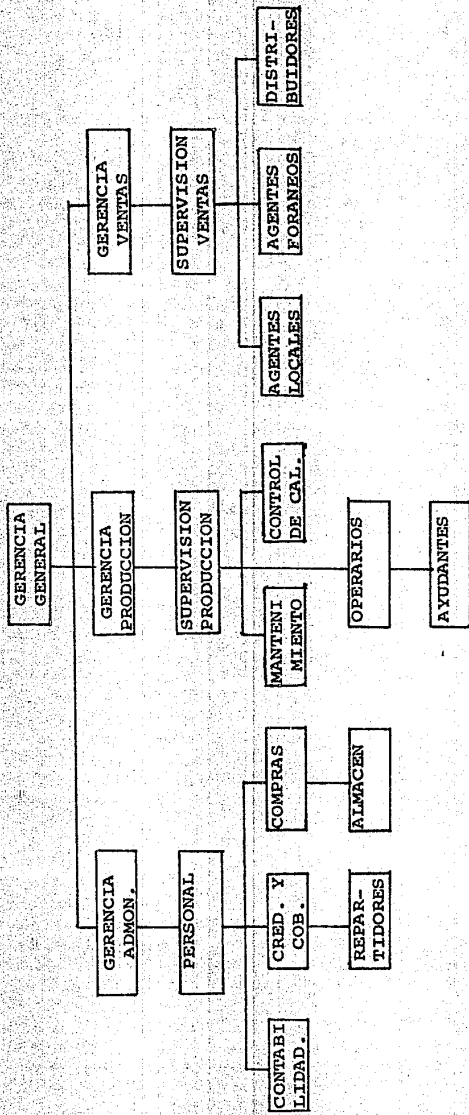 GERENCIA
GENERAL
GERENCIA
ADMON.
GERENCIA
PRODUCCION
GERENCIA
VENTAS
PERSONAL
SUPERVISION
PRODUCCION
SUPERVISION
VENTAS
CONTABI
LIDAD.
CRED. Y
COB.
COMPRAS
MANTENI
MIENTO
CONTROL
DE CAL.
AGENTES
LOCALES
AGENTES
FORANEOS
DISTRI-
BUIDORES
REPAR-
TIDORES
ALMACEN
OPERARIOS
AYUDANTES